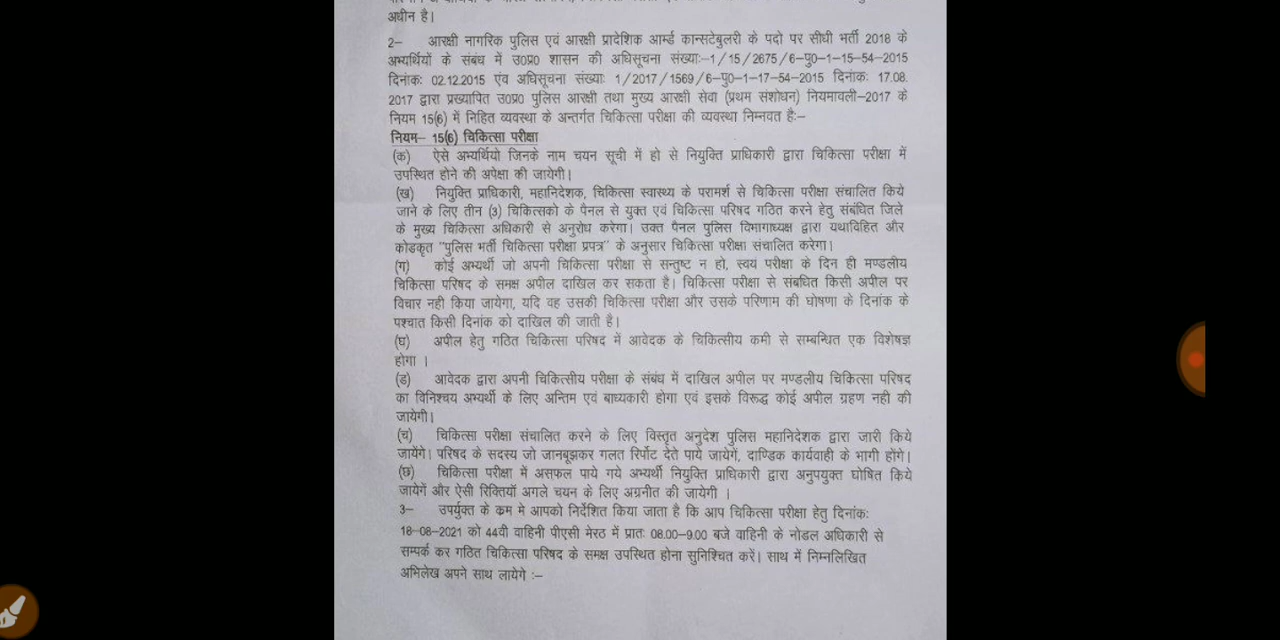 अधीन है।
2– आरक्षी नागरिक पुलिस एवं आरक्षी प्रादेशिक आर्म्ड कान्सटेबुलरी के पदो पर सीधी भर्ती 2018 के
अभ्यर्थियों के संबंध में उ0प्र0 शासन की अधिसूचना संख्याः–1/15/2675/6–पु0–1–15–54–2015
दिनांकः 02.12.2015 एंव अधिसूचना संख्याः 1/2017/1569/6–पु0–1–17–54–2015 दिनांकः 17.08.
2017 द्वारा प्रख्यापित उ0प्र0 पुलिस आरक्षी तथा मुख्य आरक्षी सेवा (प्रथम संशोधन) नियमावली–2017 के
नियम 15(6) में निहित व्यवस्था के अन्तर्गत चिकित्सा परीक्षा की व्यवस्था निम्नवत हैः–
नियम– 15(6) चिकित्सा परीक्षा
(क) ऐसे अभ्यर्थियो जिनके नाम चयन सूची में हो से नियुक्ति प्राधिकारी द्वारा चिकित्सा परीक्षा में
उपस्थित होने की अपेक्षा की जायेगी।
(ख) नियुक्ति प्राधिकारी, महानिदेशक, चिकित्सा स्वास्थ्य के परामर्श से चिकित्सा परीक्षा संचालित किये
जाने के लिए तीन (3) चिकित्सको के पैनल से युक्त एवं चिकित्सा परिषद गठित करने हेतु संबंधित जिले
के मुख्य चिकित्सा अधिकारी से अनुरोध करेगा। उक्त पैनल पुलिस विभागाध्यक्ष द्वारा यथाविहित और
कोडकृत "पुलिस भर्ती चिकित्सा परीक्षा प्रपत्र" के अनुसार चिकित्सा परीक्षा संचालित करेगा।
(ग) कोई अभ्यर्थी जो अपनी चिकित्सा परीक्षा से सन्तुष्ट न हो, स्वयं परीक्षा के दिन ही मण्डलीय
चिकित्सा परिषद के समक्ष अपील दाखिल कर सकता है। चिकित्सा परीक्षा से संबधित किसी अपील पर
विचार नही किया जायेगा, यदि वह उसकी चिकित्सा परीक्षा और उसके परिणाम की घोषणा के दिनांक के
पश्चात किसी दिनांक को दाखिल की जाती है।
(घ) अपील हेतु गठित चिकित्सा परिषद में आवेदक के चिकित्सीय कमी से सम्बन्धित एक विशेषज्ञ
होगा ।
(ड) आवेदक द्वारा अपनी चिकित्सीय परीक्षा के संबंध में दाखिल अपील पर मण्डलीय चिकित्सा परिषद
का विनिश्चय अभ्यर्थी के लिए अन्तिम एवं बाध्यकारी होगा एवं इसके विरूद्ध कोई अपील ग्रहण नही की
जायेगी।
(च) चिकित्सा परीक्षा संचालित करने के लिए विस्तृत अनुदेश पुलिस महानिदेशक द्वारा जारी किये
जायेंगे। परिषद के सदस्य जो जानबूझकर गलत रिर्पोट देते पाये जायेगें, दाण्डिक कार्यवाही के भागी होंगे।
(छ) चिकित्सा परीक्षा में असफल पाये गये अभ्यर्थी नियुक्ति प्राधिकारी द्वारा अनुपयुक्त घोषित किये
जायेगें और ऐसी रिक्तियॉ अगले चयन के लिए अग्रनीत की जायेगी ।
3– उपर्युक्त के कम मे आपको निर्देशित किया जाता है कि आप चिकित्सा परीक्षा हेतु दिनांकः
18–08–2021 को 44वी वाहिनी पीएसी मेरठ में प्रातः 08.00–9.00 बजे वाहिनी के नोडल अधिकारी से
सम्पर्क कर गठित चिकित्सा परिषद के समक्ष उपस्थित होना सुनिश्चित करें। साथ में निम्नलिखित
अभिलेख अपने साथ लायेगे :–